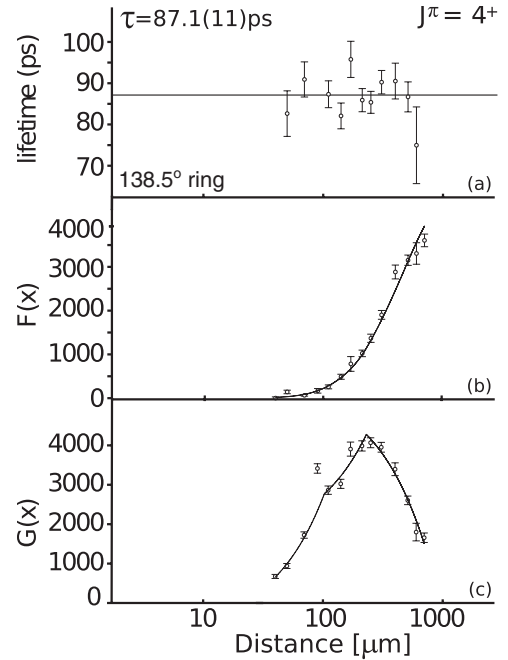 τ=87.1(11)ps
J^π = 4^+
lifetime (ps)
100
90
80
70
138.5° ring
(a)
F(x)
4000
3000
2000
1000
0
(b)
G(x)
4000
3000
2000
1000
0
(c)
10
100
1000
Distance [μm]